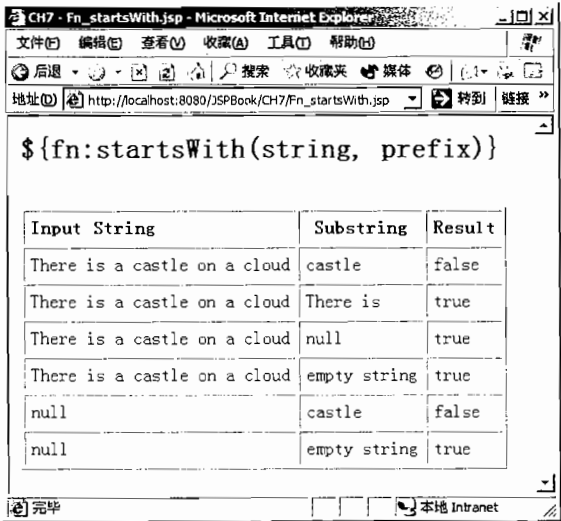 CH7 - Fn_startsWith.jsp - Microsoft Internet Explorer
文件(F) 编辑(E) 查看(V) 收藏(A) 工具(T) 帮助(H)
后退 搜索 收藏夹 媒体
地址(D) http://localhost:8080/JSPBook/CH7/Fn_startsWith.jsp 转到 链接 »
${fn:startsWith(string, prefix)}
Input String Substring Result
There is a castle on a cloud castle false
There is a castle on a cloud There is true
There is a castle on a cloud null true
There is a castle on a cloud empty string true
null castle false
null empty string true
完毕 本地 Intranet